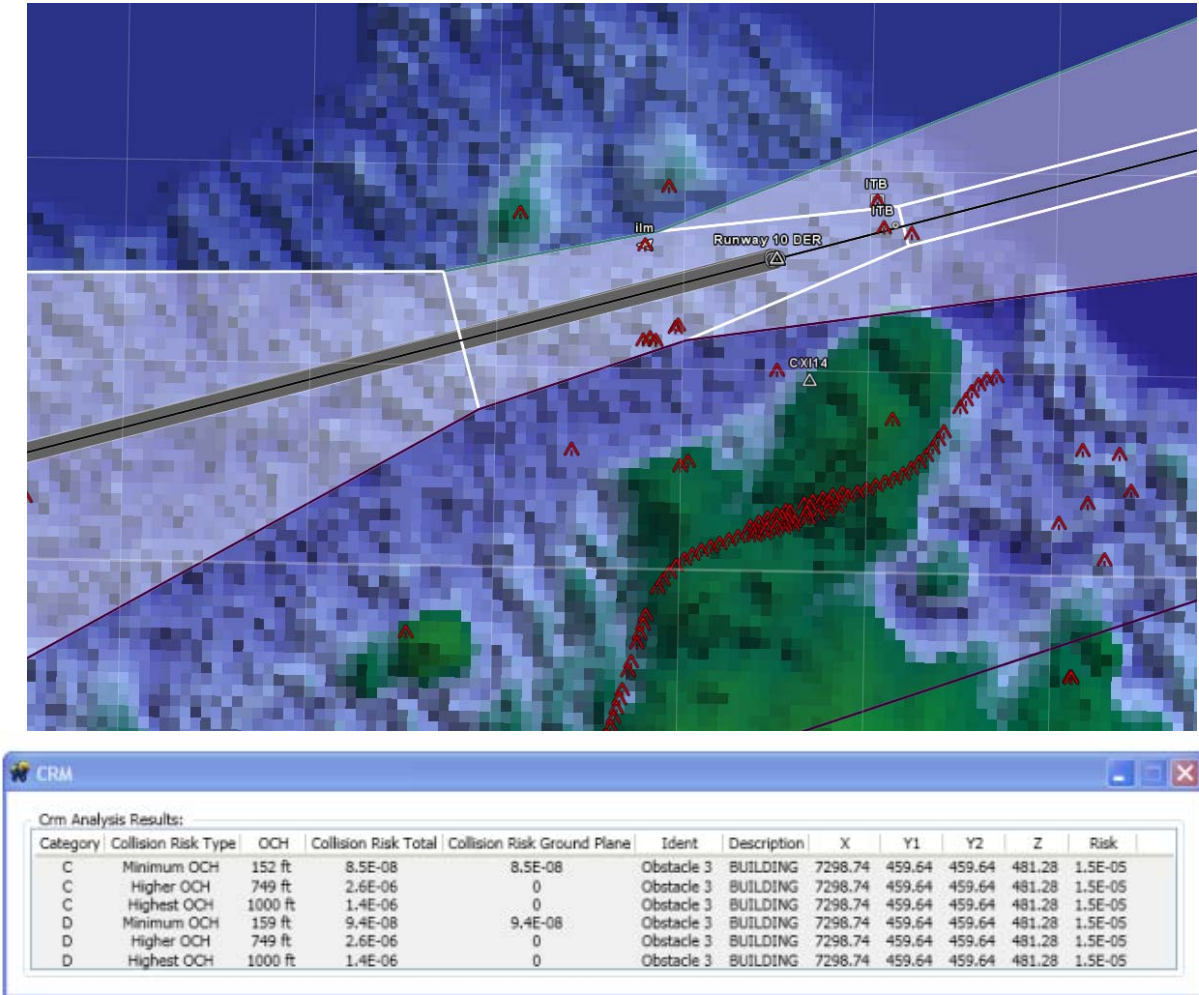 ITB
ITB
ilm
Runway 10 DER
CXI14
CRM
Crm Analysis Results:
Category Collision Risk Type OCH Collision Risk Total Collision Risk Ground Plane Ident Description X Y1 Y2 Z Risk
C Minimum OCH 152 ft 8.5E-08 8.5E-08 Obstacle 3 BUILDING 7298.74 459.64 459.64 481.28 1.5E-05
C Higher OCH 749 ft 2.6E-06 0 Obstacle 3 BUILDING 7298.74 459.64 459.64 481.28 1.5E-05
C Highest OCH 1000 ft 1.4E-06 0 Obstacle 3 BUILDING 7298.74 459.64 459.64 481.28 1.5E-05
D Minimum OCH 159 ft 9.4E-08 9.4E-08 Obstacle 3 BUILDING 7298.74 459.64 459.64 481.28 1.5E-05
D Higher OCH 749 ft 2.6E-06 0 Obstacle 3 BUILDING 7298.74 459.64 459.64 481.28 1.5E-05
D Highest OCH 1000 ft 1.4E-06 0 Obstacle 3 BUILDING 7298.74 459.64 459.64 481.28 1.5E-05